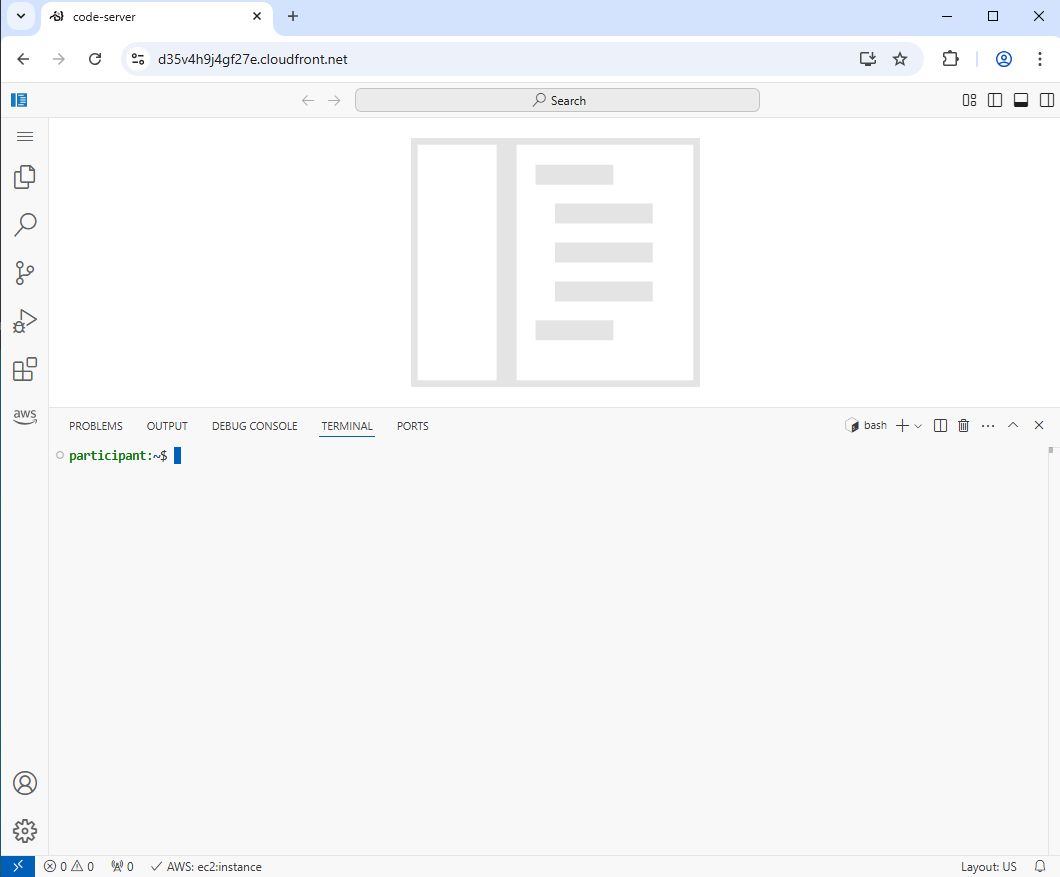 code-server
d35v4h9j4gf27e.cloudfront.net
Search
aws
PROBLEMS OUTPUT DEBUG CONSOLE TERMINAL PORTS bash
participant:~$
0 0 0 AWS: ec2:instance Layout: US